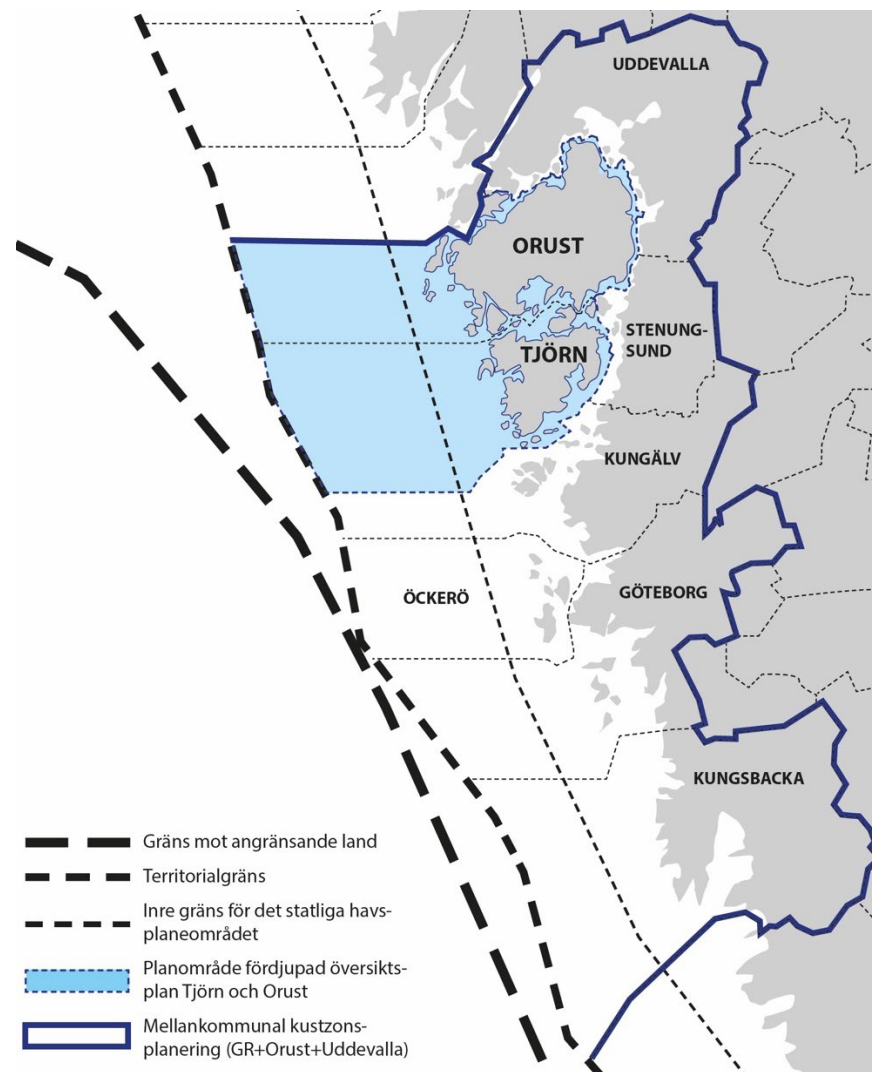 UDDEVALLA
ORUST
STENUNG-
SUND
TJÖRN
KUNGÄLV
ÖCKERÖ
GÖTEBORG
KUNGSBACKA
Gräns mot angränsande land
Territorialgräns
Inre gräns för det statliga havs-
planeområdet
Planområde fördjupad översikts-
plan Tjörn och Orust
Mellankommunal kustzons-
planering (GR+Orust+Uddevalla)